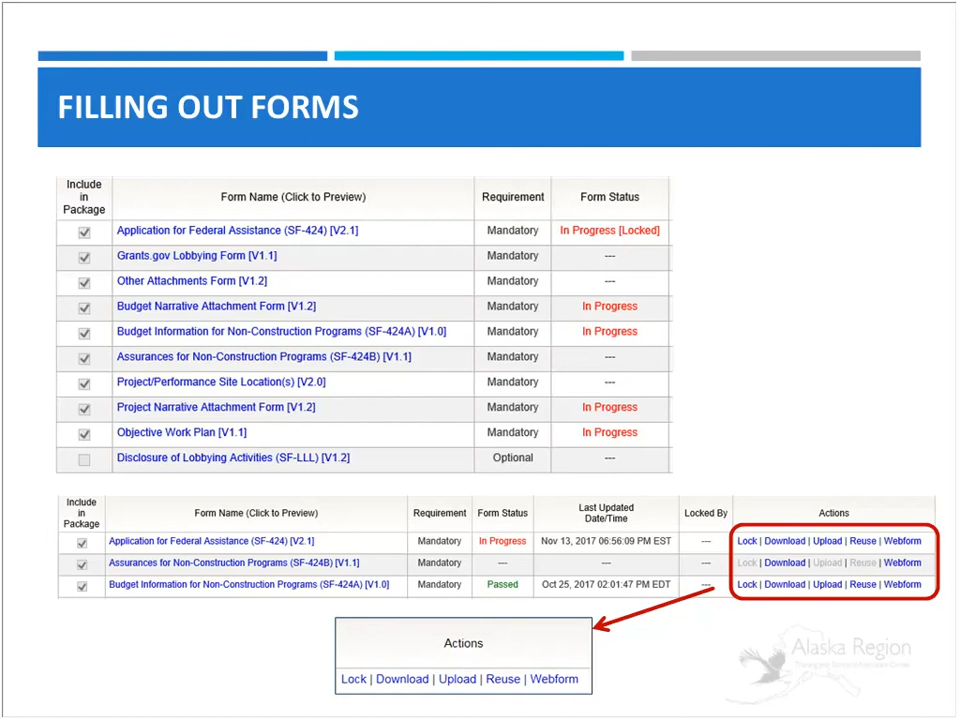 FILLING OUT FORMS
Include in Package | Form Name (Click to Preview) | Requirement | Form Status
Application for Federal Assistance (SF-424) [V2.1] | Mandatory | In Progress [Locked]
Grants.gov Lobbying Form [V1.1] | Mandatory | ---
Other Attachments Form [V1.2] | Mandatory | ---
Budget Narrative Attachment Form [V1.2] | Mandatory | In Progress
Budget Information for Non-Construction Programs (SF-424A) [V1.0] | Mandatory | In Progress
Assurances for Non-Construction Programs (SF-424B) [V1.1] | Mandatory | ---
Project/Performance Site Location(s) [V2.0] | Mandatory | ---
Project Narrative Attachment Form [V1.2] | Mandatory | In Progress
Objective Work Plan [V1.1] | Mandatory | In Progress
Disclosure of Lobbying Activities (SF-LLL) [V1.2] | Optional | ---
Include in Package | Form Name (Click to Preview) | Requirement | Form Status | Last Updated Date/Time | Locked By | Actions
Application for Federal Assistance (SF-424) [V2.1] | Mandatory | In Progress | Nov 13, 2017 06:56:09 PM EST | --- | Lock | Download | Upload | Reuse | Webform
Assurances for Non-Construction Programs (SF-424B) [V1.1] | Mandatory | --- | --- | --- | Lock | Download | Upload | Reuse | Webform
Budget Information for Non-Construction Programs (SF-424A) [V1.0] | Mandatory | Passed | Oct 25, 2017 02:01:47 PM EDT | --- | Lock | Download | Upload | Reuse | Webform
Actions
Lock | Download | Upload | Reuse | Webform
Alaska Region